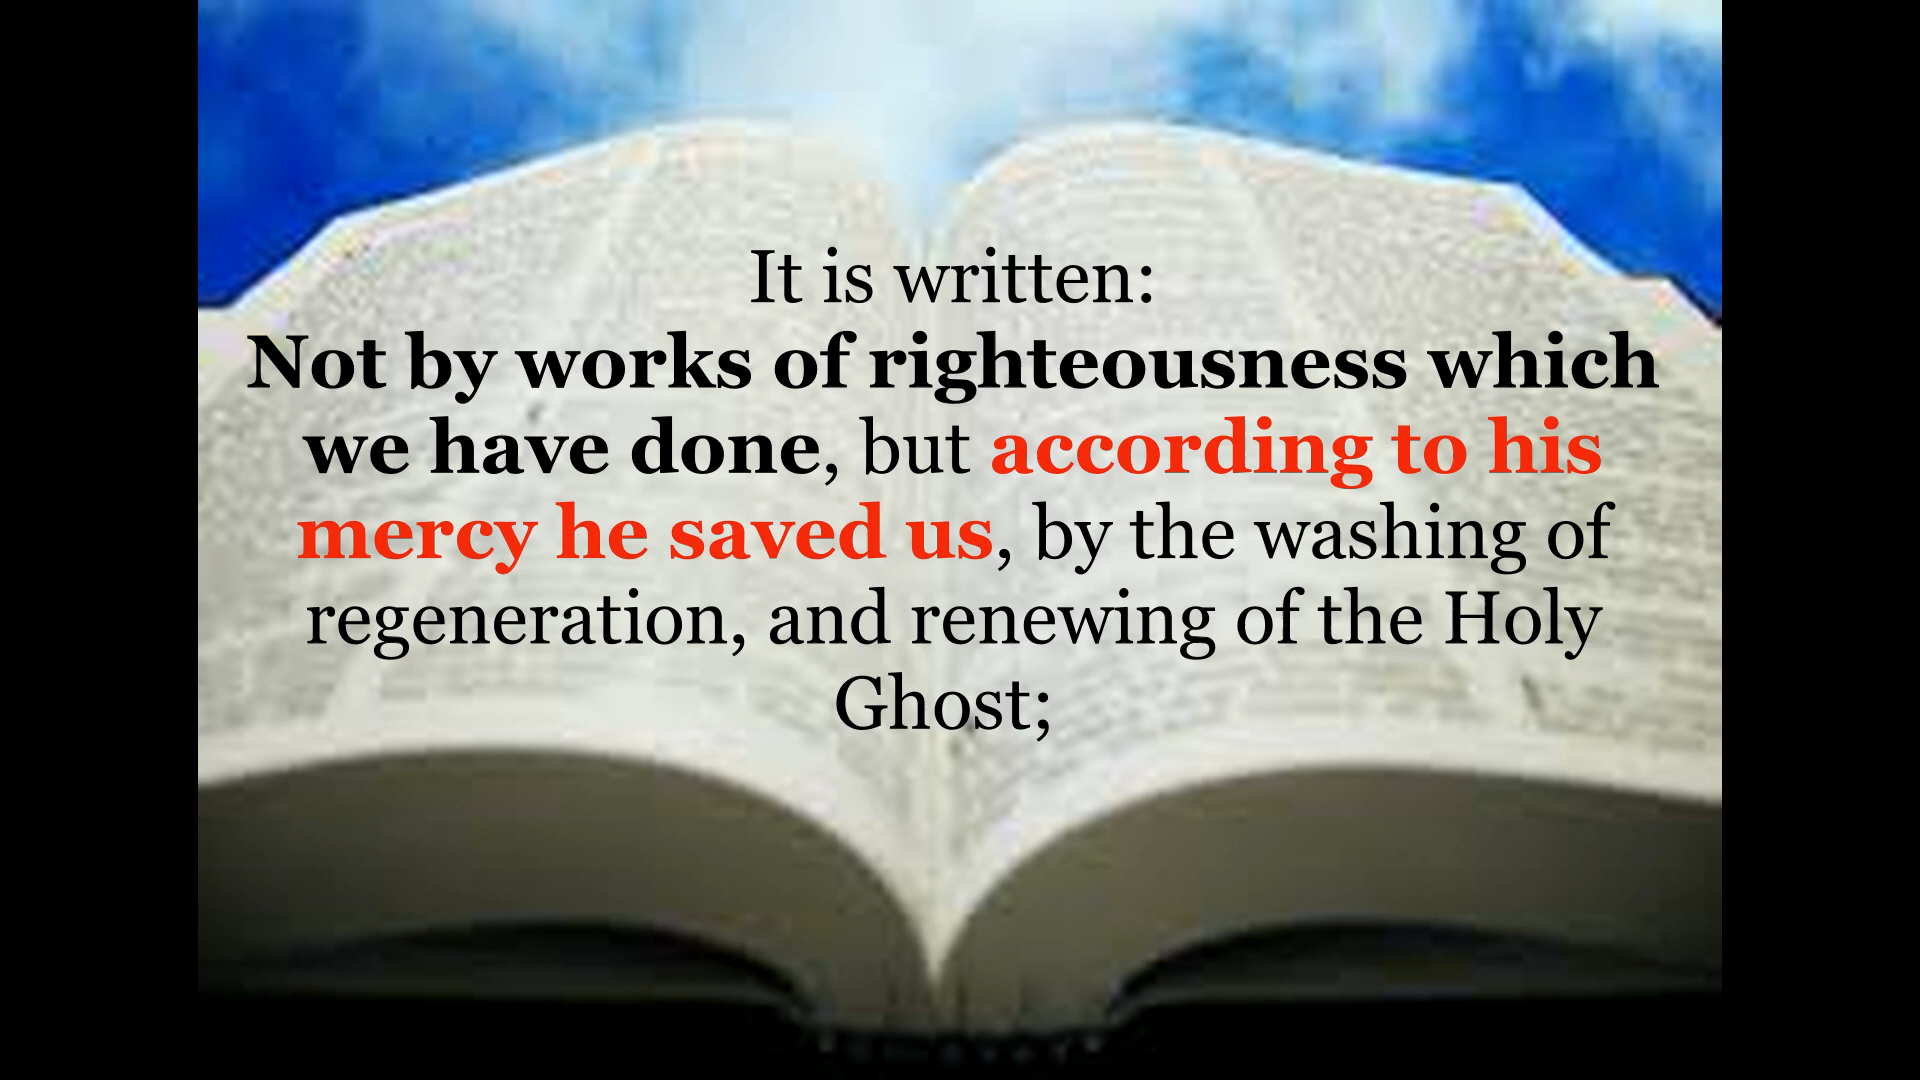 It is written:
Not by works of righteousness which
we have done, but according to his
mercy he saved us, by the washing of
regeneration, and renewing of the Holy
Ghost;